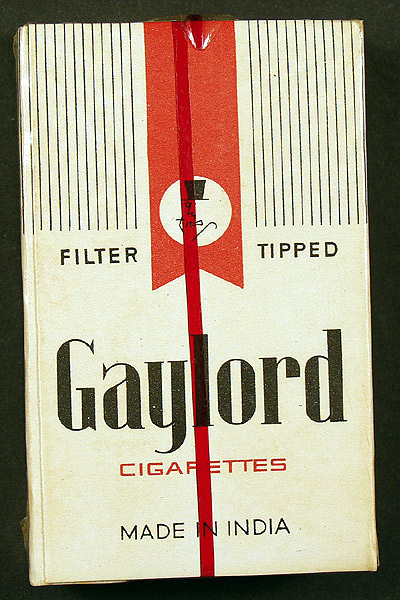 FILTER TIPPED
Gaylord
CIGARETTES
MADE IN INDIA